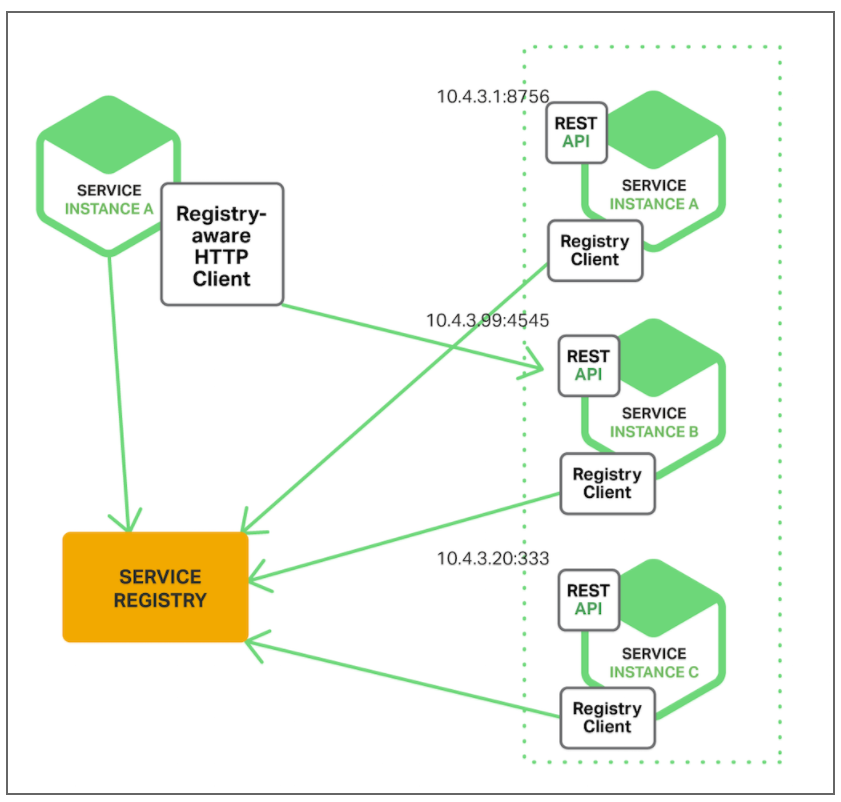 SERVICE
INSTANCE A
Registry-
aware
HTTP
Client
SERVICE
REGISTRY
10.4.3.1:8756
REST
API
SERVICE
INSTANCE A
Registry
Client
10.4.3.99:4545
REST
API
SERVICE
INSTANCE B
Registry
Client
10.4.3.20:333
REST
API
SERVICE
INSTANCE C
Registry
Client